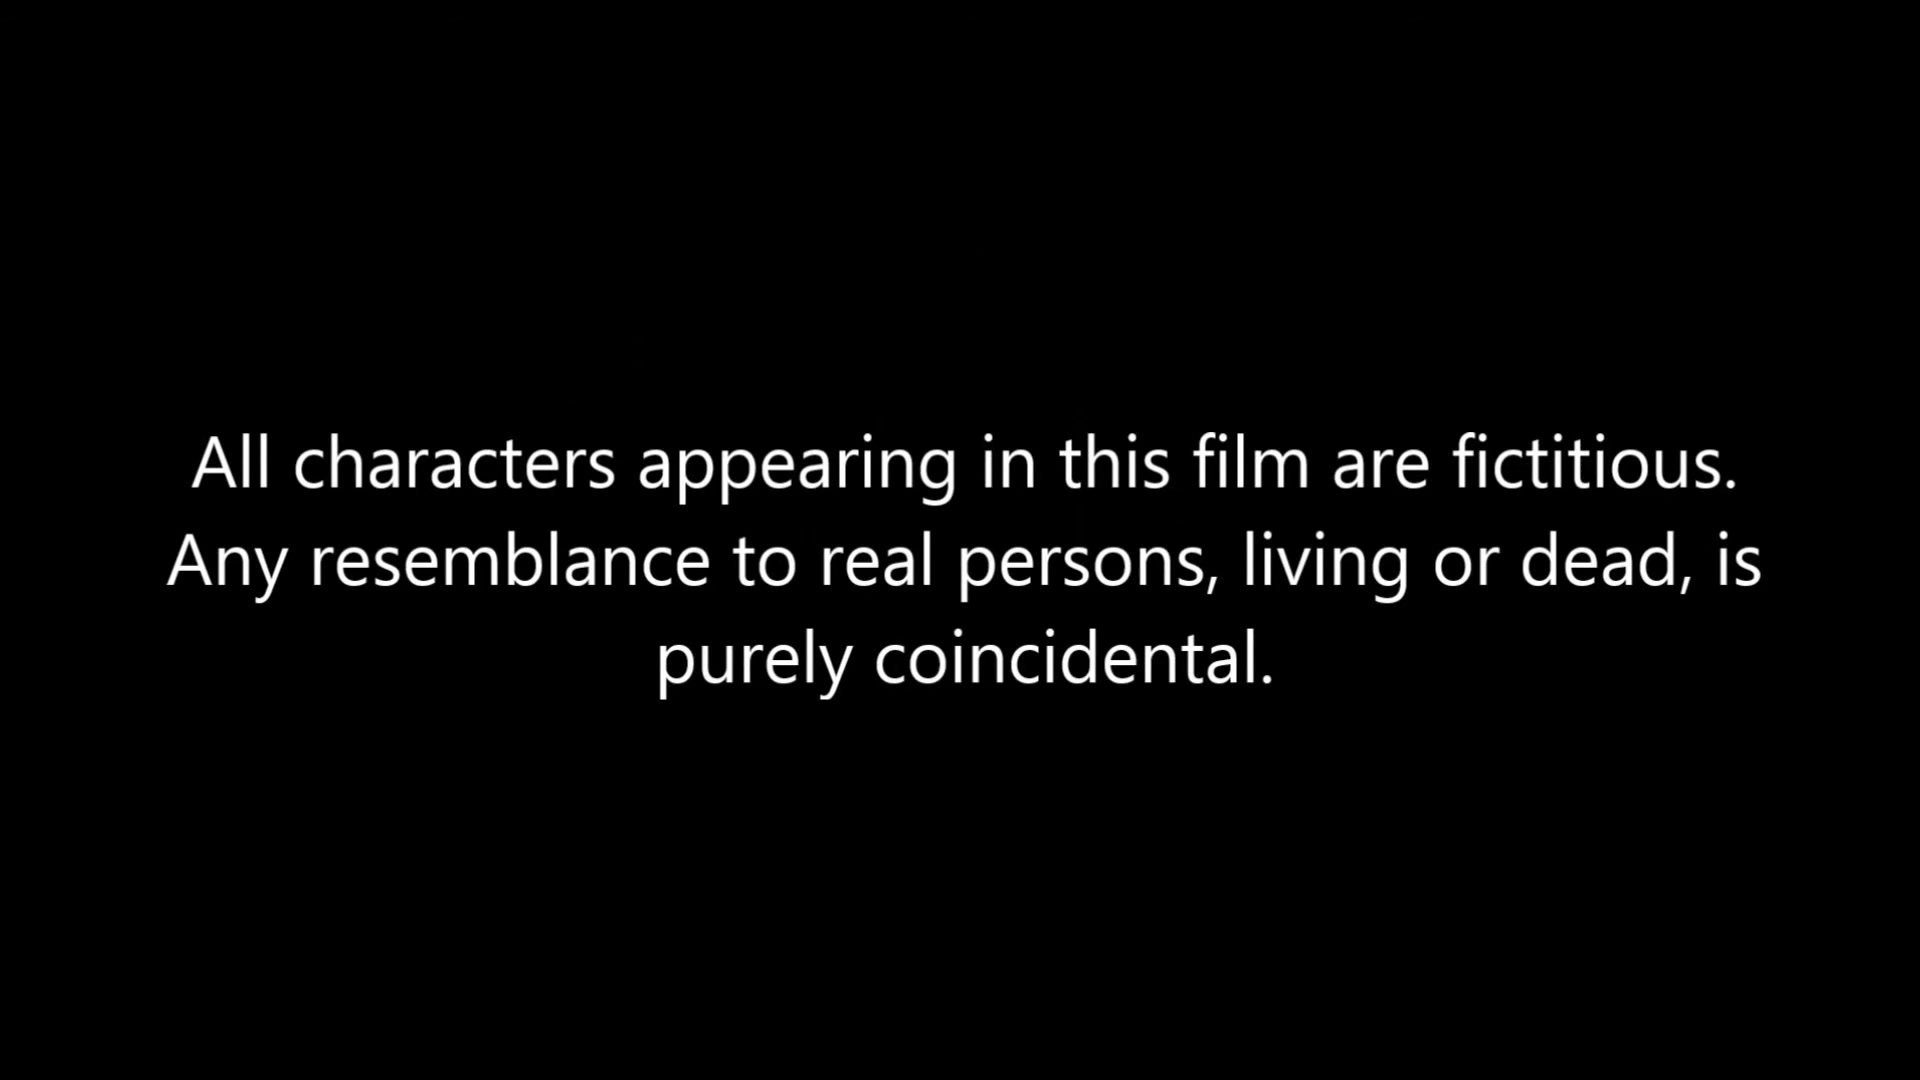 All characters appearing in this film are fictitious.
Any resemblance to real persons, living or dead, is
purely coincidental.